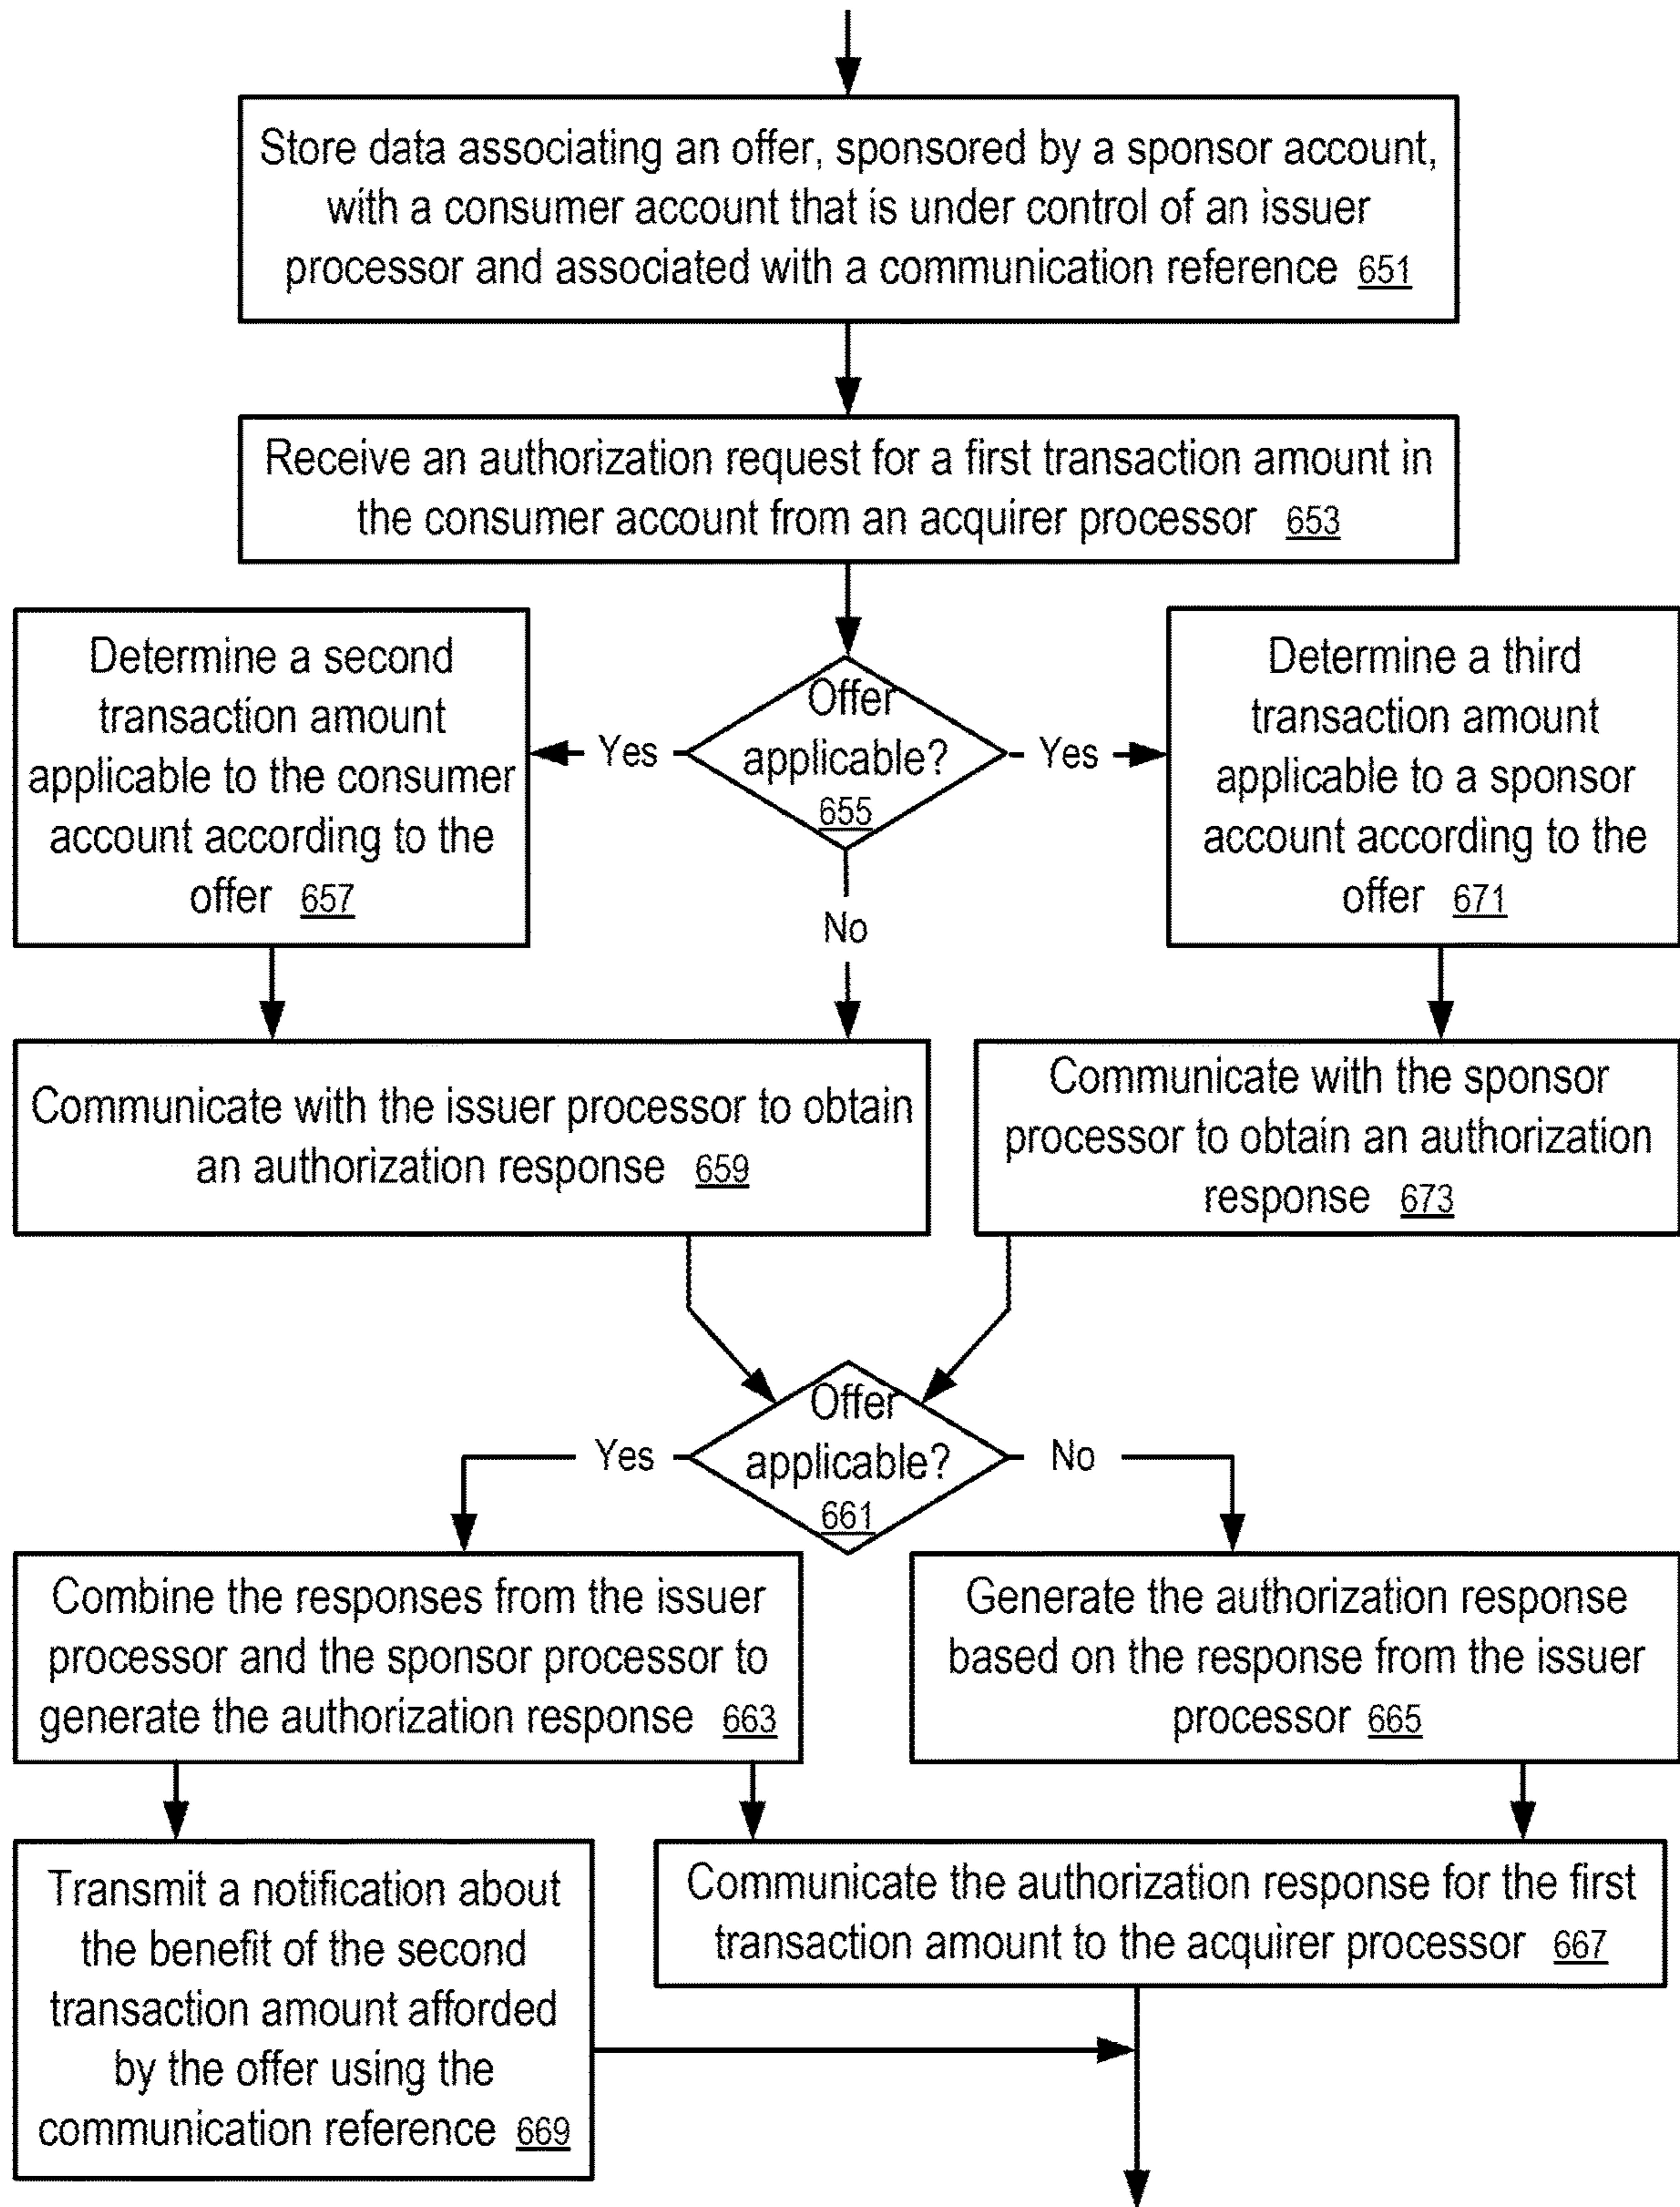 Store data associating an offer, sponsored by a sponsor account,
with a consumer account that is under control of an issuer
processor and associated with a communication reference 651
Receive an authorization request for a first transaction amount in
the consumer account from an acquirer processor 653
Determine a second
transaction amount
applicable to the consumer
account according to the
offer 657
Yes
Offer
applicable?
655
Yes
No
Determine a third
transaction amount
applicable to a sponsor
account according to the
offer 671
Communicate with the issuer processor to obtain
an authorization response 659
Communicate with the sponsor
processor to obtain an authorization
response 673
Yes
Offer
applicable?
661
No
Combine the responses from the issuer
processor and the sponsor processor to
generate the authorization response 663
Generate the authorization response
based on the response from the issuer
processor 665
Transmit a notification about
the benefit of the second
transaction amount afforded
by the offer using the
communication reference 669
Communicate the authorization response for the first
transaction amount to the acquirer processor 667